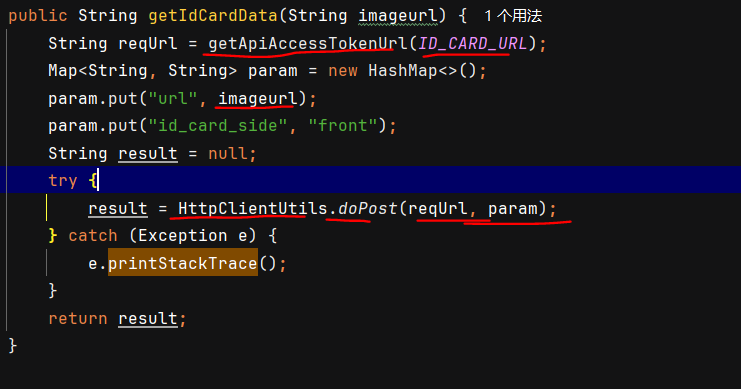 public String getIdCardData(String imageurl) {  1 个用法
    String reqUrl = getApiAccessTokenUrl(ID_CARD_URL);
    Map<String, String> param = new HashMap<>();
    param.put("url", imageurl);
    param.put("id_card_side", "front");
    String result = null;
    try {
        result = HttpClientUtils.doPost(reqUrl, param);
    } catch (Exception e) {
        e.printStackTrace();
    }
    return result;
}